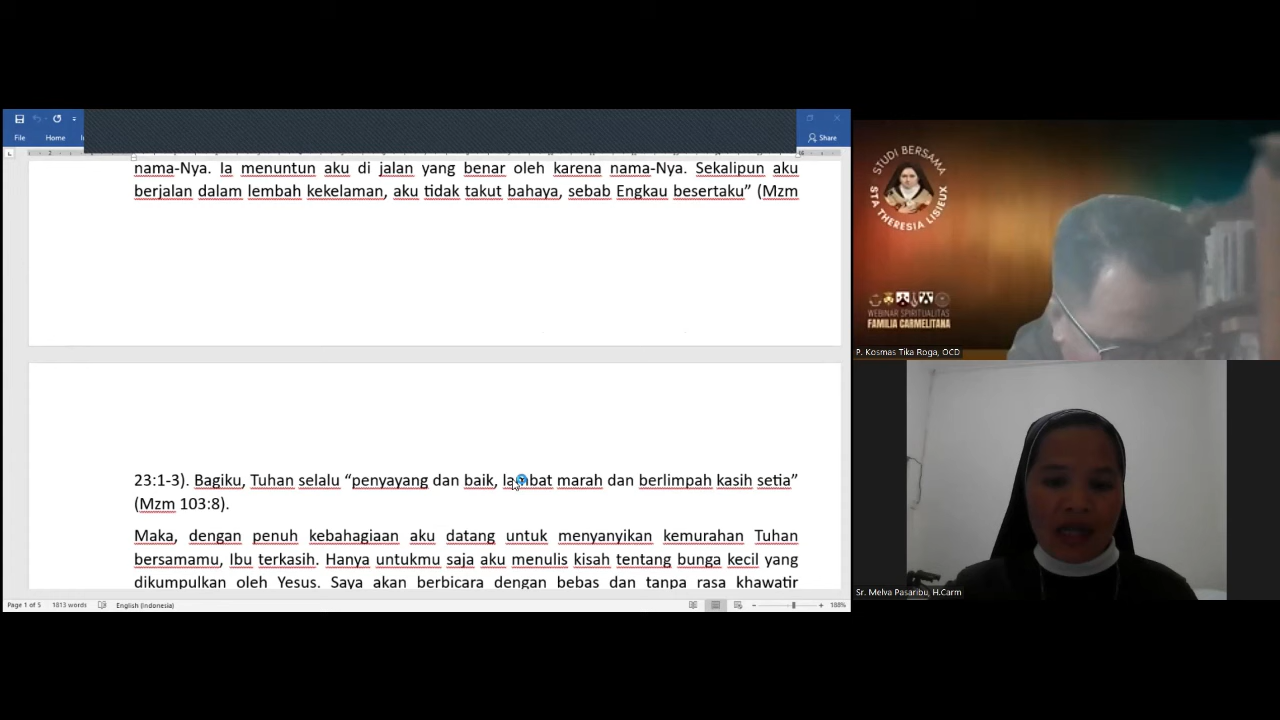 File
Home
Share
nama-Nya. Ia menuntun aku di jalan yang benar oleh karena nama-Nya. Sekalipun aku
berjalan dalam lembah kekelaman, aku tidak takut bahaya, sebab Engkau besertaku” (Mzm
23:1-3). Bagiku, Tuhan selalu “penyayang dan baik, lambat marah dan berlimpah kasih setia”
(Mzm 103:8).
Maka, dengan penuh kebahagiaan aku datang untuk menyanyikan kemurahan Tuhan
bersamamu, Ibu terkasih. Hanya untukmu saja aku menulis kisah tentang bunga kecil yang
dikumpulkan oleh Yesus. Saya akan berbicara dengan bebas dan tanpa rasa khawatir
Page 1 of 5
1813 words
English (Indonesia)
188%
STUDI BERSAMA
STA THERESIA LISIEUX
WEBINAR SPIRITUALITAS
FAMILIA CARMELITANA
P. Kosmas Tika Roga, OCD
Sr. Melva Pasaribu, H.Carm